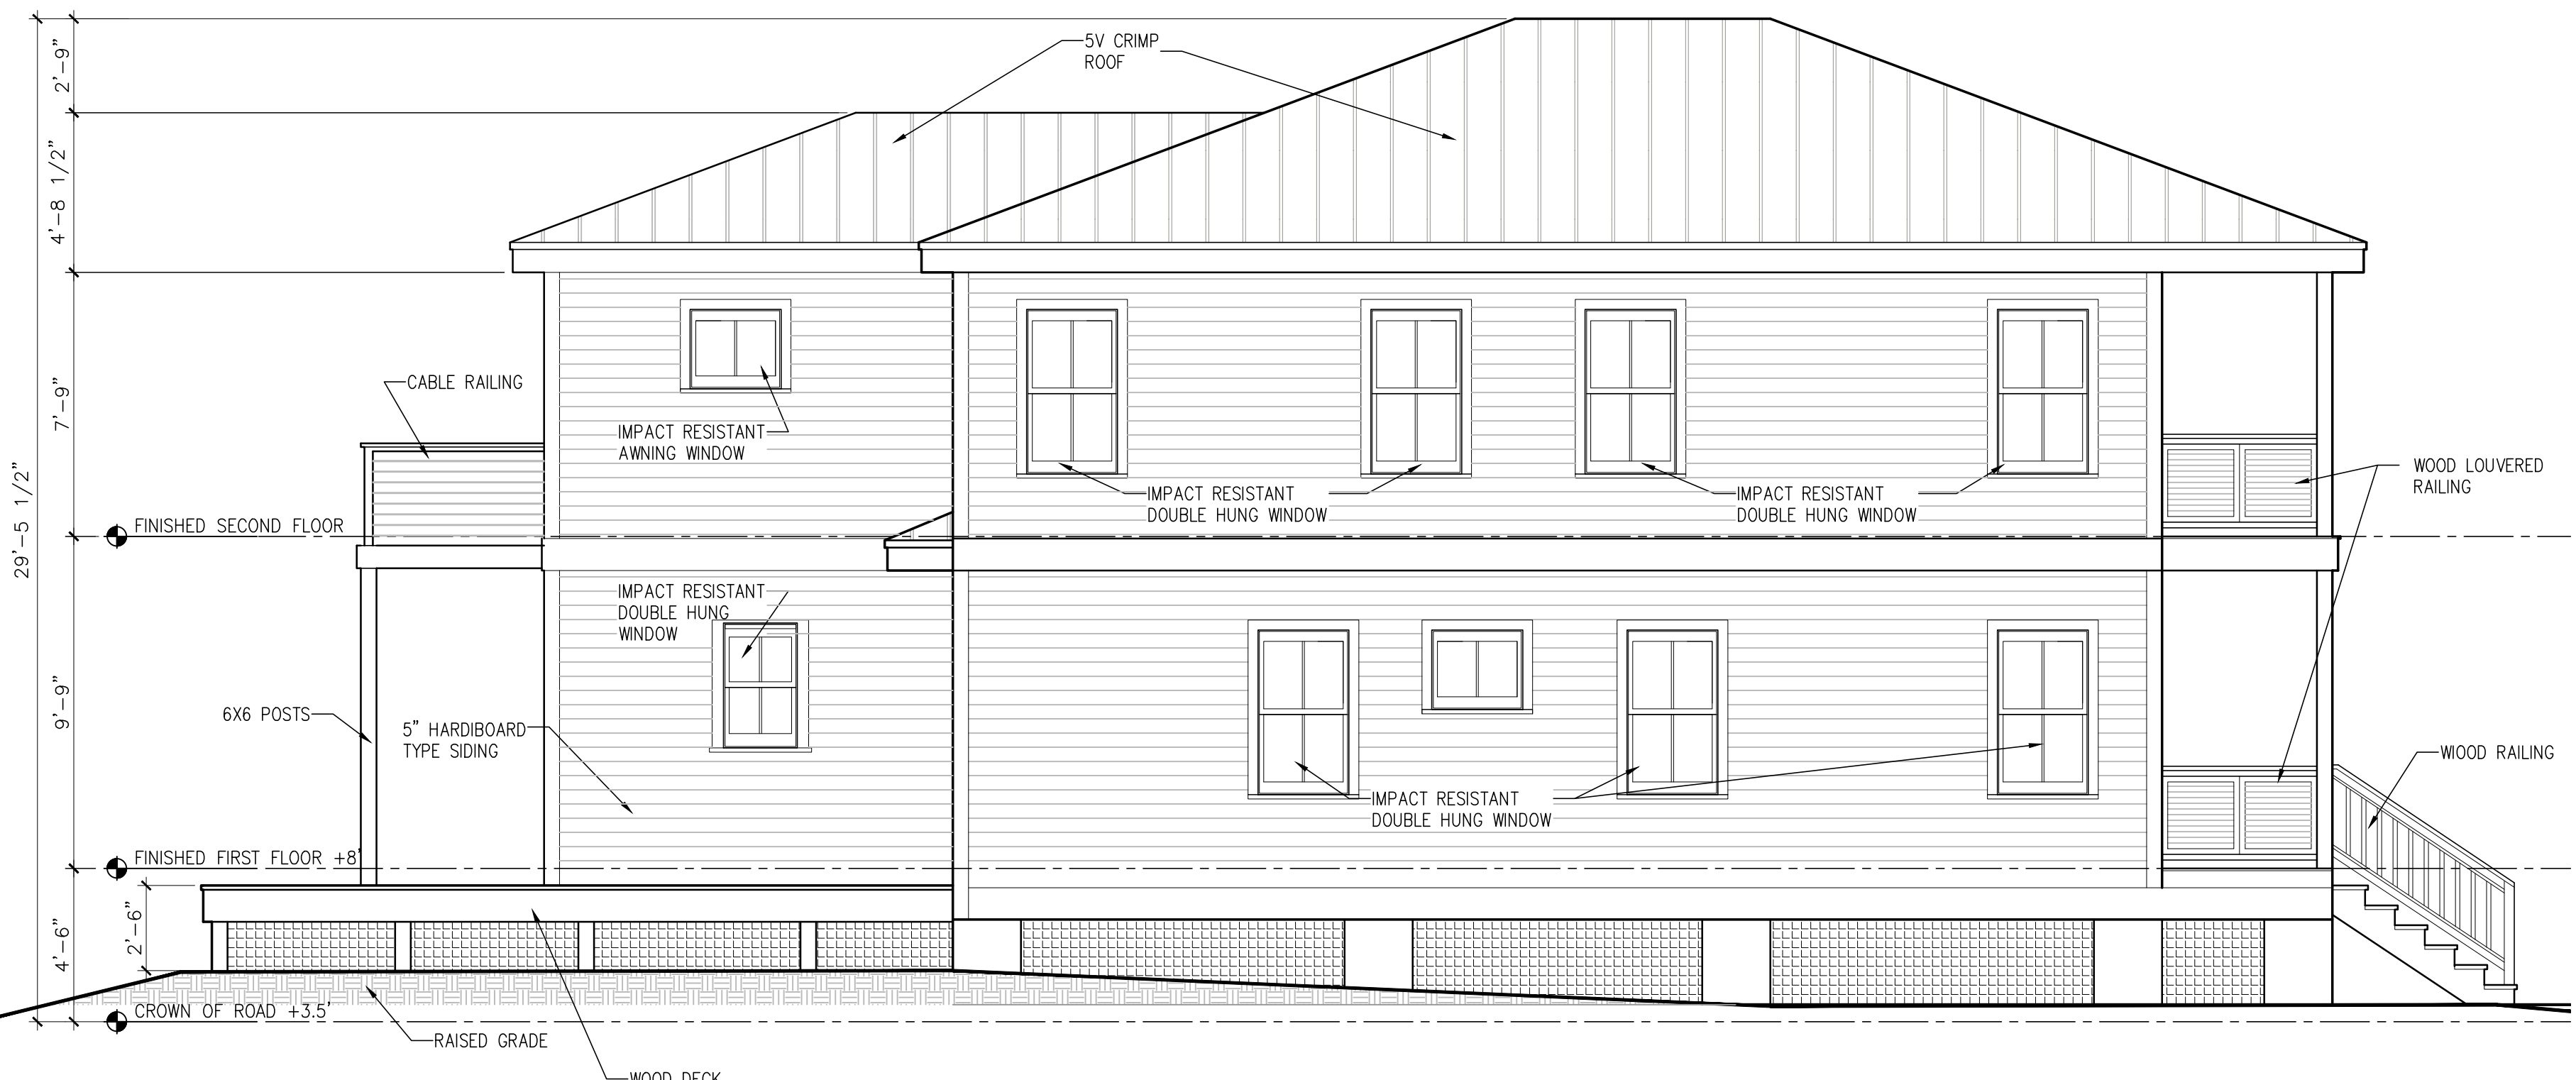 5V CRIMP
ROOF
2'-9"
4'-8 1/2"
7'-9"
29'-5 1/2"
9'-9"
4'-6"
2'-6"
CABLE RAILING
IMPACT RESISTANT
AWNING WINDOW
IMPACT RESISTANT
DOUBLE HUNG WINDOW
IMPACT RESISTANT
DOUBLE HUNG WINDOW
WOOD LOUVERED
RAILING
FINISHED SECOND FLOOR
IMPACT RESISTANT
DOUBLE HUNG
WINDOW
6X6 POSTS
5" HARDIBOARD
TYPE SIDING
WIOOD RAILING
IMPACT RESISTANT
DOUBLE HUNG WINDOW
FINISHED FIRST FLOOR +8'
CROWN OF ROAD +3.5'
RAISED GRADE
WOOD DECK